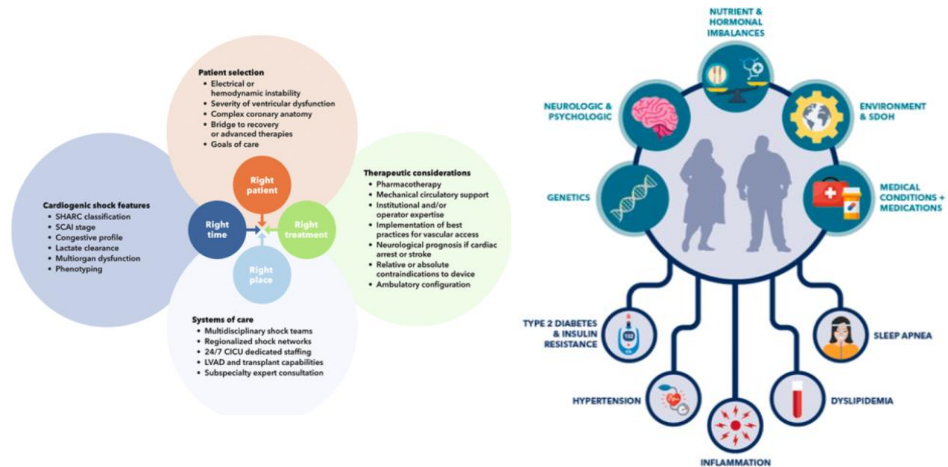 Patient selection
• Electrical or
hemodynamic instability
• Severity of ventricular dysfunction
• Complex coronary anatomy
• Bridge to recovery
or advanced therapies
• Goals of care
Right
patient
Cardiogenic shock features
• SHARC classification
• SCAI stage
• Congestive profile
• Lactate clearance
• Multiorgan dysfunction
• Phenotyping
Right
time
Right
treatment
Right
place
Therapeutic considerations
• Pharmacotherapy
• Mechanical circulatory support
• Institutional and/or
operator expertise
• Implementation of best
practices for vascular access
• Neurological prognosis if cardiac
arrest or stroke
• Relative or absolute
contraindications to device
• Ambulatory configuration
Systems of care
• Multidisciplinary shock teams
• Regionalized shock networks
• 24/7 CICU dedicated staffing
• LVAD and transplant capabilities
• Subspecialty expert consultation
NUTRIENT &
HORMONAL
IMBALANCES
NEUROLOGIC &
PSYCHOLOGIC
ENVIRONMENT
& SDOH
GENETICS
MEDICAL
CONDITIONS +
MEDICATIONS
TYPE 2 DIABETES
& INSULIN
RESISTANCE
SLEEP APNEA
HYPERTENSION
DYSLIPIDEMIA
INFLAMMATION